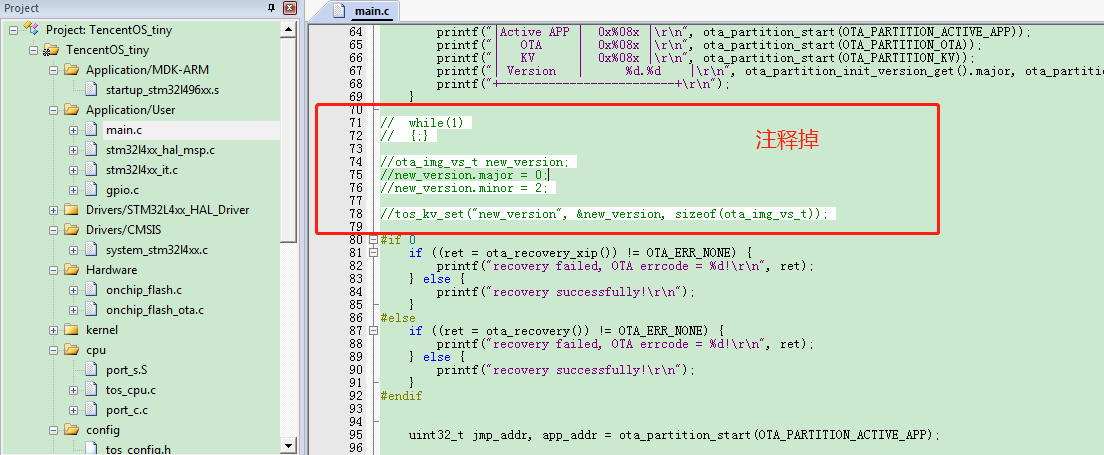 Project
main.c
Project: TencentOS_tiny
TencentOS_tiny
Application/MDK-ARM
startup_stm32l496xx.s
Application/User
main.c
stm32l4xx_hal_msp.c
stm32l4xx_it.c
gpio.c
Drivers/STM32L4xx_HAL_Driver
Drivers/CMSIS
system_stm32l4xx.c
Hardware
onchip_flash.c
onchip_flash_ota.c
kernel
cpu
port_s.S
tos_cpu.c
port_c.c
config
tos_config.h
64 printf("|Active APP |  0x%08x |\r\n", ota_partition_start(OTA_PARTITION_ACTIVE_APP));
65 printf("|   OTA     |  0x%08x |\r\n", ota_partition_start(OTA_PARTITION_OTA));
66 printf("|   KV      |  0x%08x |\r\n", ota_partition_start(OTA_PARTITION_KV));
67 printf("| Version   |     %d.%d   |\r\n", ota_partition_init_version_get().major, ota_partiti
68 printf("+------------------------+\r\n");
69 }
70
71 //  while(1)
72 //  {;}
73
74 //ota_img_vs_t new_version;
75 //new_version.major = 0;
76 //new_version.minor = 2;
77
78 //tos_kv_set("new_version", &new_version, sizeof(ota_img_vs_t));
79
注释掉
80 #if 0
81 if ((ret = ota_recovery_xip()) != OTA_ERR_NONE) {
82 printf("recovery failed, OTA errcode = %d!\r\n", ret);
83 } else {
84 printf("recovery successfully!\r\n");
85 }
86 #else
87 if ((ret = ota_recovery()) != OTA_ERR_NONE) {
88 printf("recovery failed, OTA errcode = %d!\r\n", ret);
89 } else {
90 printf("recovery successfully!\r\n");
91 }
92 #endif
93
94
95 uint32_t jmp_addr, app_addr = ota_partition_start(OTA_PARTITION_ACTIVE_APP);
96